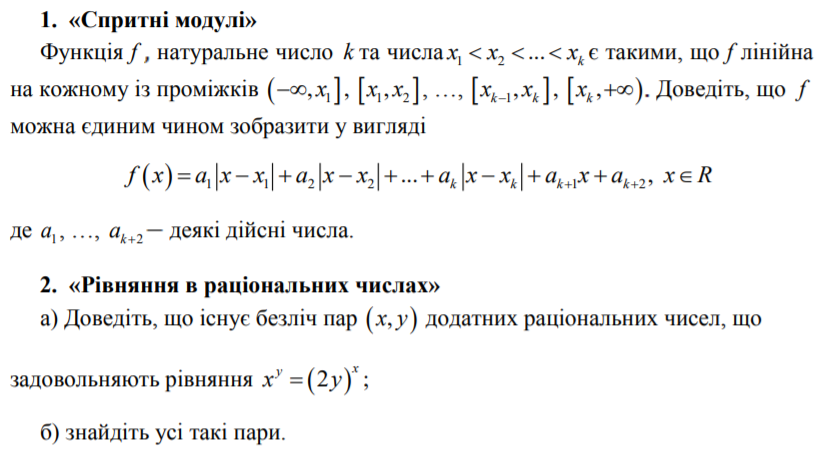 1. «Спритні модулі»
Функція f , натуральне число k та числа x₁ < x₂ < ... < xₖ є такими, що f лінійна
на кожному із проміжків (−∞, x₁], [x₁, x₂], …, [xₖ₋₁, xₖ], [xₖ, +∞). Доведіть, що f
можна єдиним чином зобразити у вигляді
f(x) = a₁|x − x₁| + a₂|x − x₂| + ... + aₖ|x − xₖ| + aₖ₊₁x + aₖ₊₂, x ∈ R
де a₁, …, aₖ₊₂ – деякі дійсні числа.
2. «Рівняння в раціональних числах»
а) Доведіть, що існує безліч пар (x, y) додатних раціональних чисел, що
задовольняють рівняння xʸ = (2y)ˣ;
б) знайдіть усі такі пари.